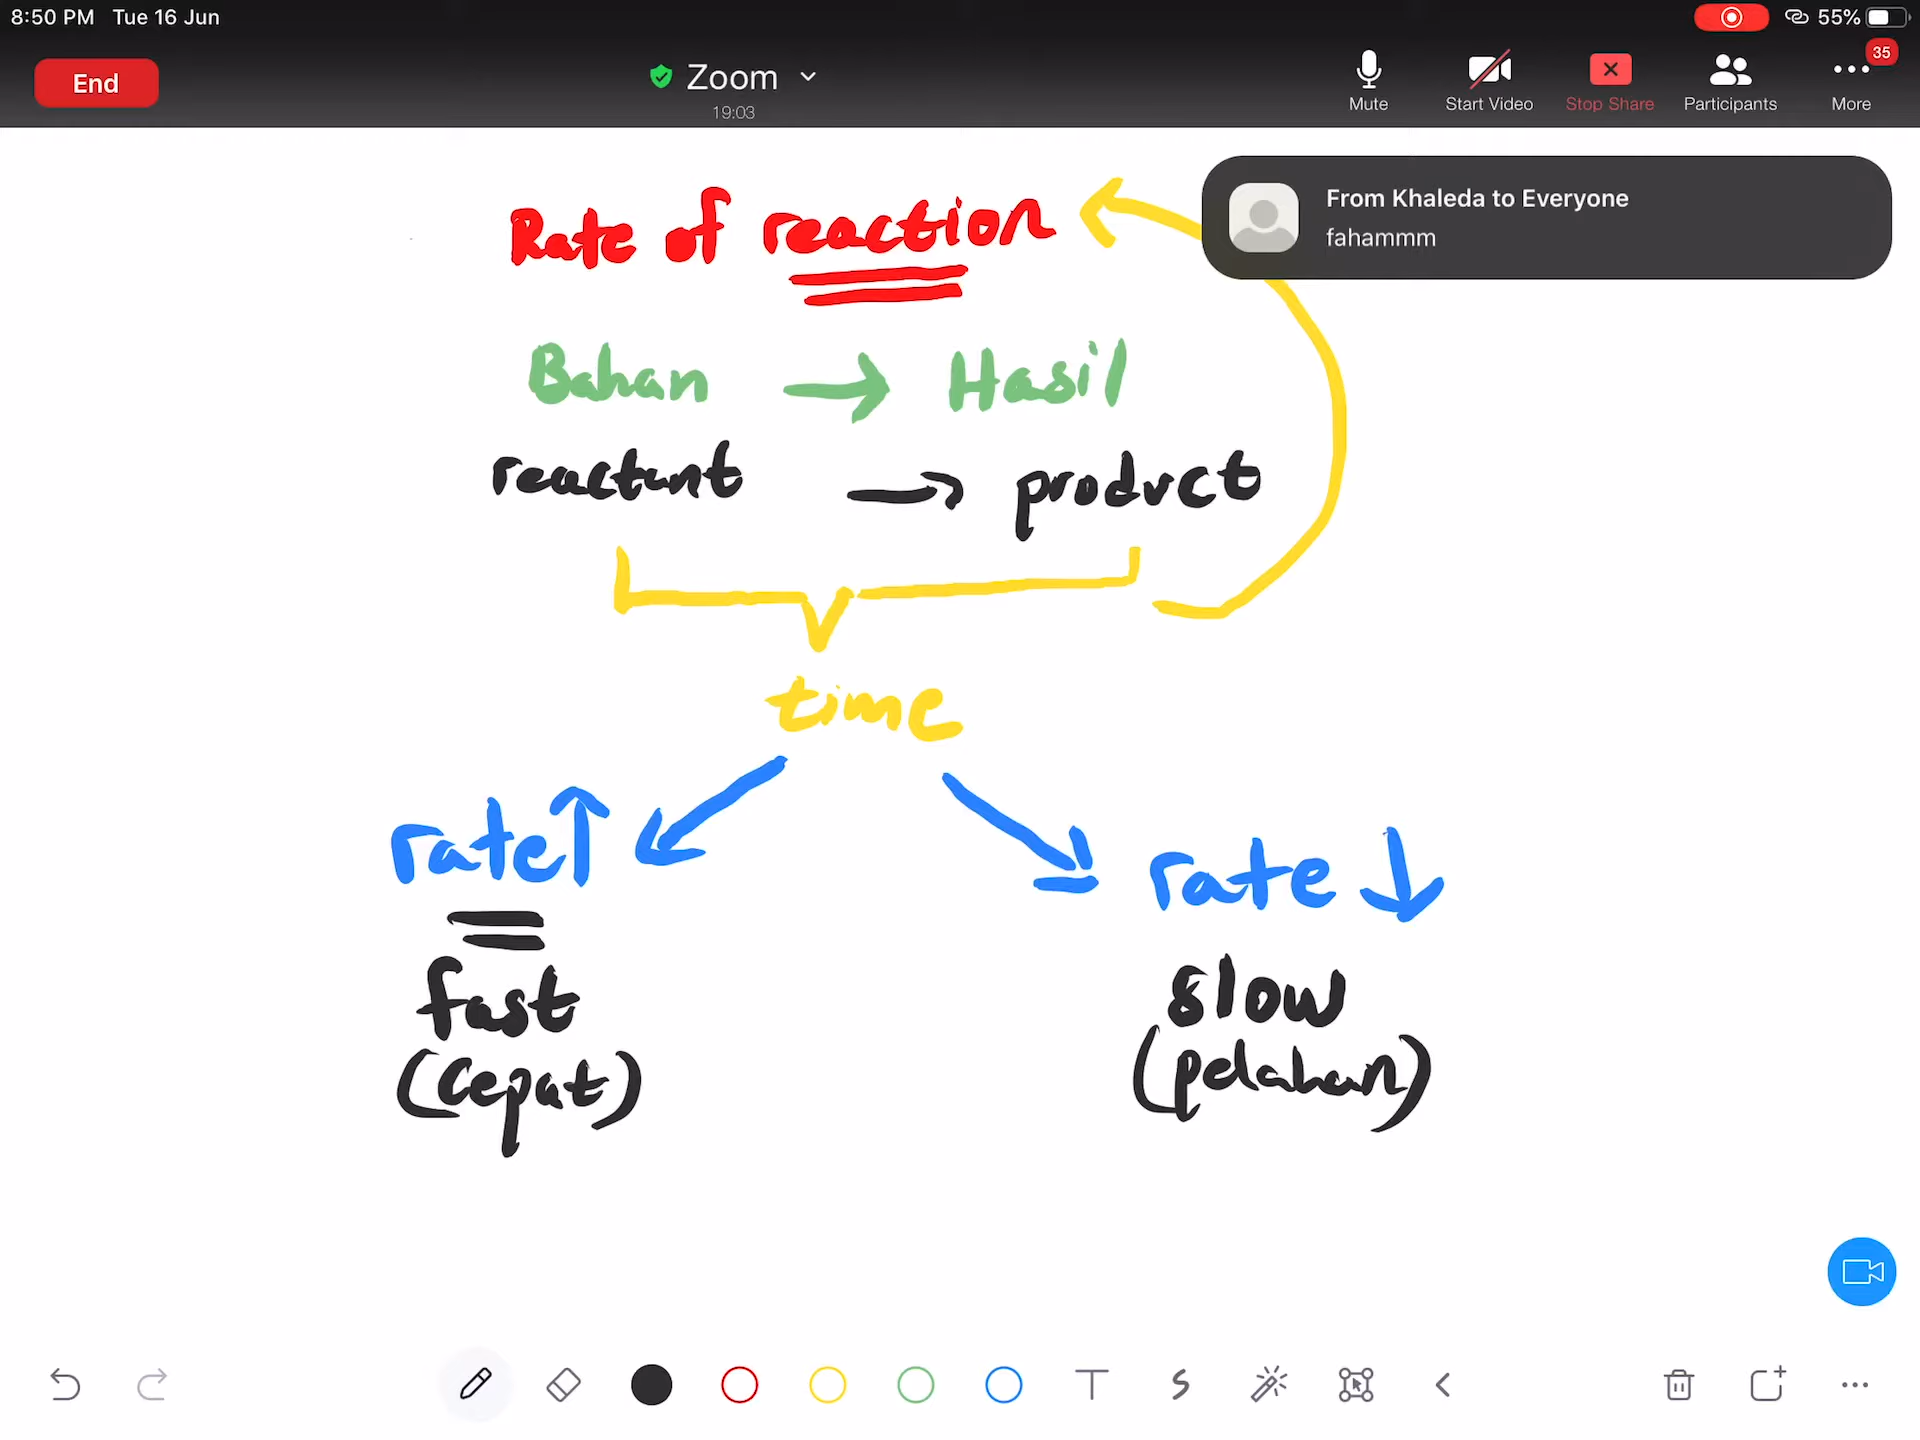 8:50 PM Tue 16 Jun
55%
End
Zoom
19:03
Mute
Start Video
Stop Share
Participants
More
35
From Khaleda to Everyone
fahammm
Rate of reaction
Bahan → Hasil
reactant → product
time
rate↑
rate ↓
fast
slow
(Cepat)
(pelahan)